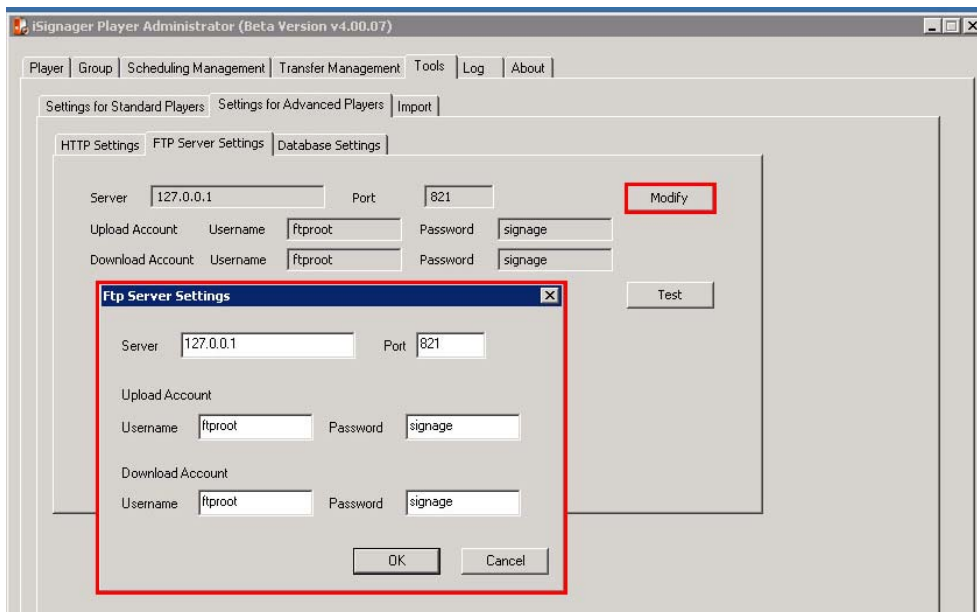 iSignager Player Administrator (Beta Version v4.00.07)
Player Group Scheduling Management Transfer Management Tools Log About
Settings for Standard Players Settings for Advanced Players Import
HTTP Settings FTP Server Settings Database Settings
Server 127.0.0.1 Port 821 Modify
Upload Account Username ftproot Password signage
Download Account Username ftproot Password signage
Test
Ftp Server Settings
Server 127.0.0.1 Port 821
Upload Account
Username ftproot Password signage
Download Account
Username ftproot Password signage
OK Cancel